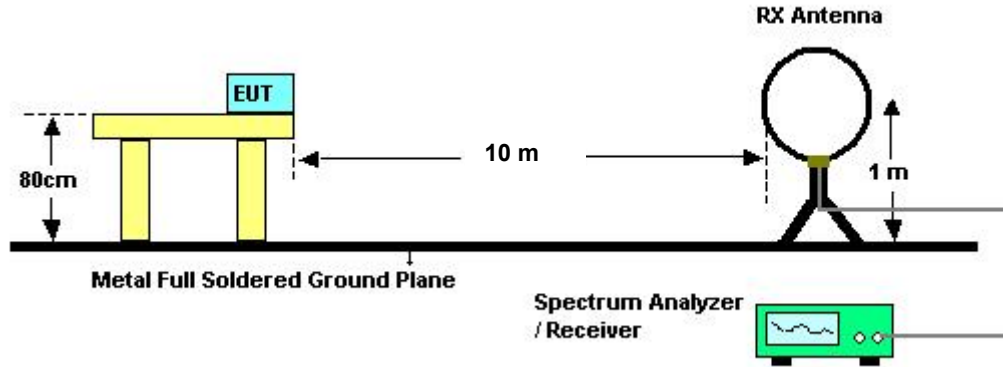 RX Antenna
EUT
10 m
80cm
1 m
Metal Full Soldered Ground Plane
Spectrum Analyzer
/ Receiver